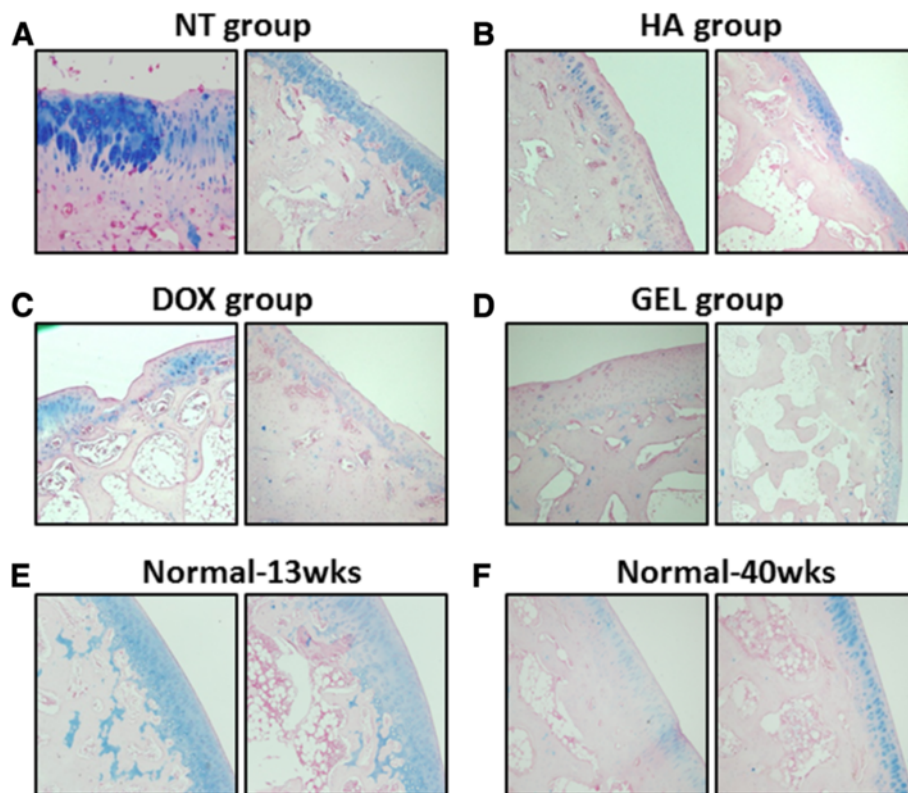 A NT group
B HA group
C DOX group
D GEL group
E Normal-13wks
F Normal-40wks